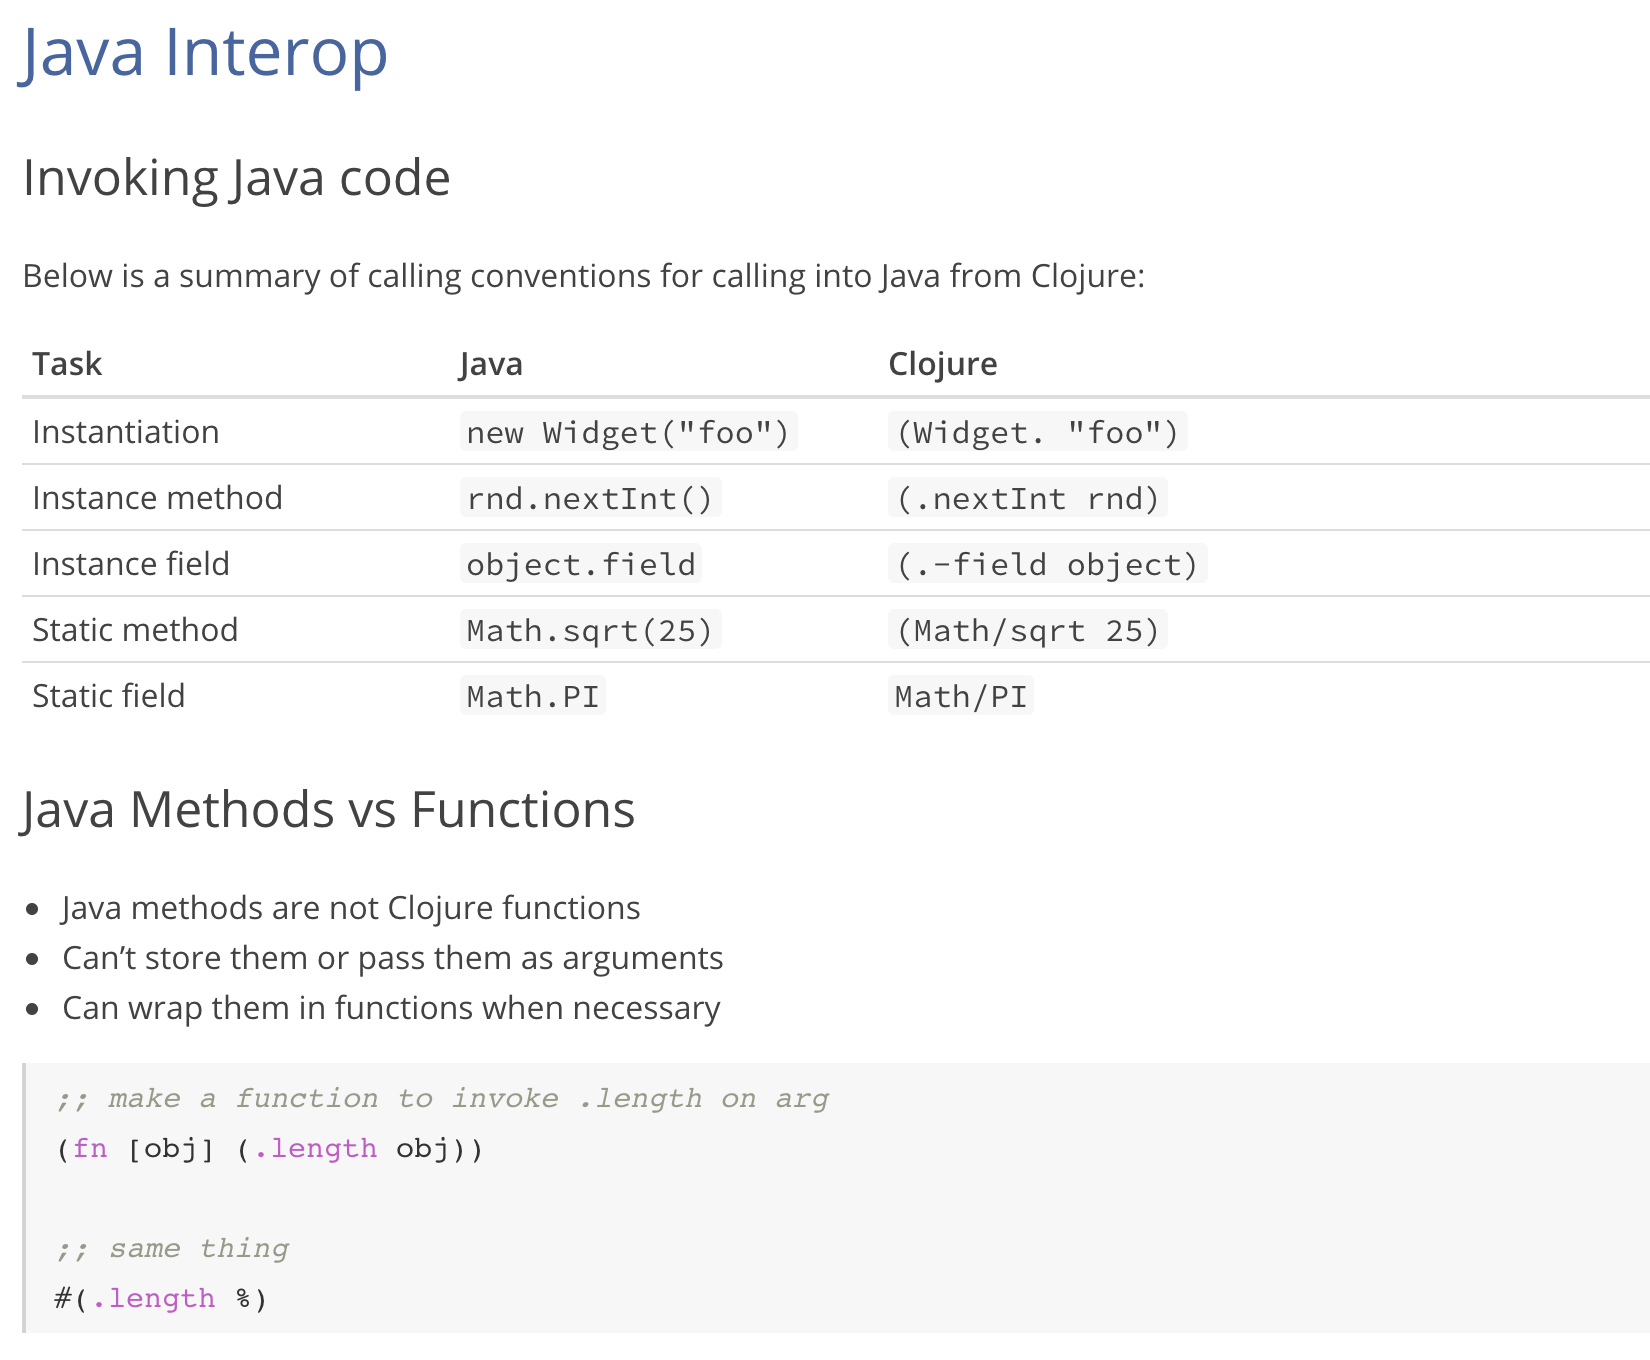 Java Interop
Invoking Java code
Below is a summary of calling conventions for calling into Java from Clojure:
Task Java Clojure
Instantiation new Widget("foo") (Widget. "foo")
Instance method rnd.nextInt() (.nextInt rnd)
Instance field object.field (.-field object)
Static method Math.sqrt(25) (Math/sqrt 25)
Static field Math.PI Math/PI
Java Methods vs Functions
• Java methods are not Clojure functions
• Can’t store them or pass them as arguments
• Can wrap them in functions when necessary
;; make a function to invoke .length on arg
(fn [obj] (.length obj))
;; same thing
#(.length %)